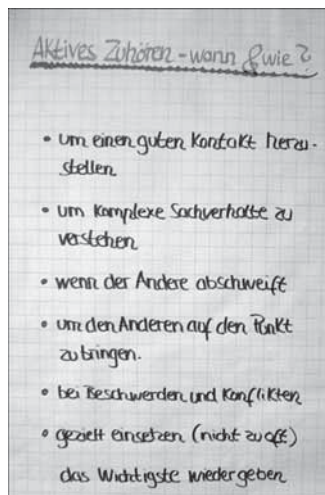 Aktives Zuhören - wann & wie?
• um einen guten Kontakt herzu-
stellen
• um komplexe Sachverhalte zu
verstehen
• wenn der Andere abschweift
• um den Anderen auf den Punkt
zu bringen.
• bei Beschwerden und Konflikten
• gezielt einsetzen (nicht zu oft)
das Wichtigste wiedergeben